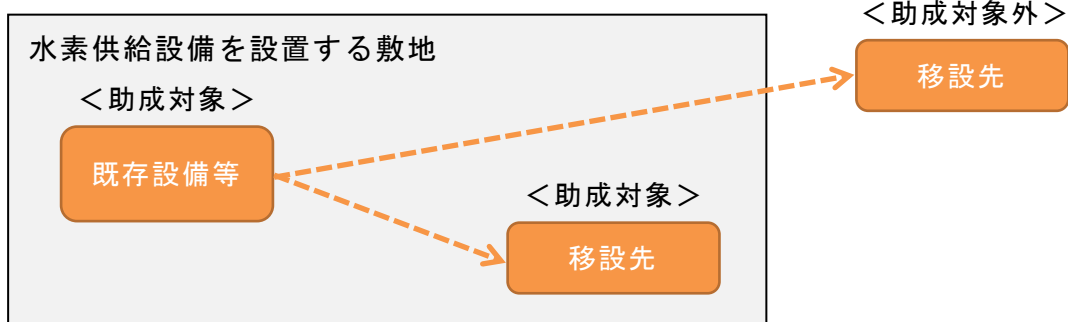 ＜助成対象外＞
水素供給設備を設置する敷地
移設先
＜助成対象＞
既存設備等
＜助成対象＞
移設先